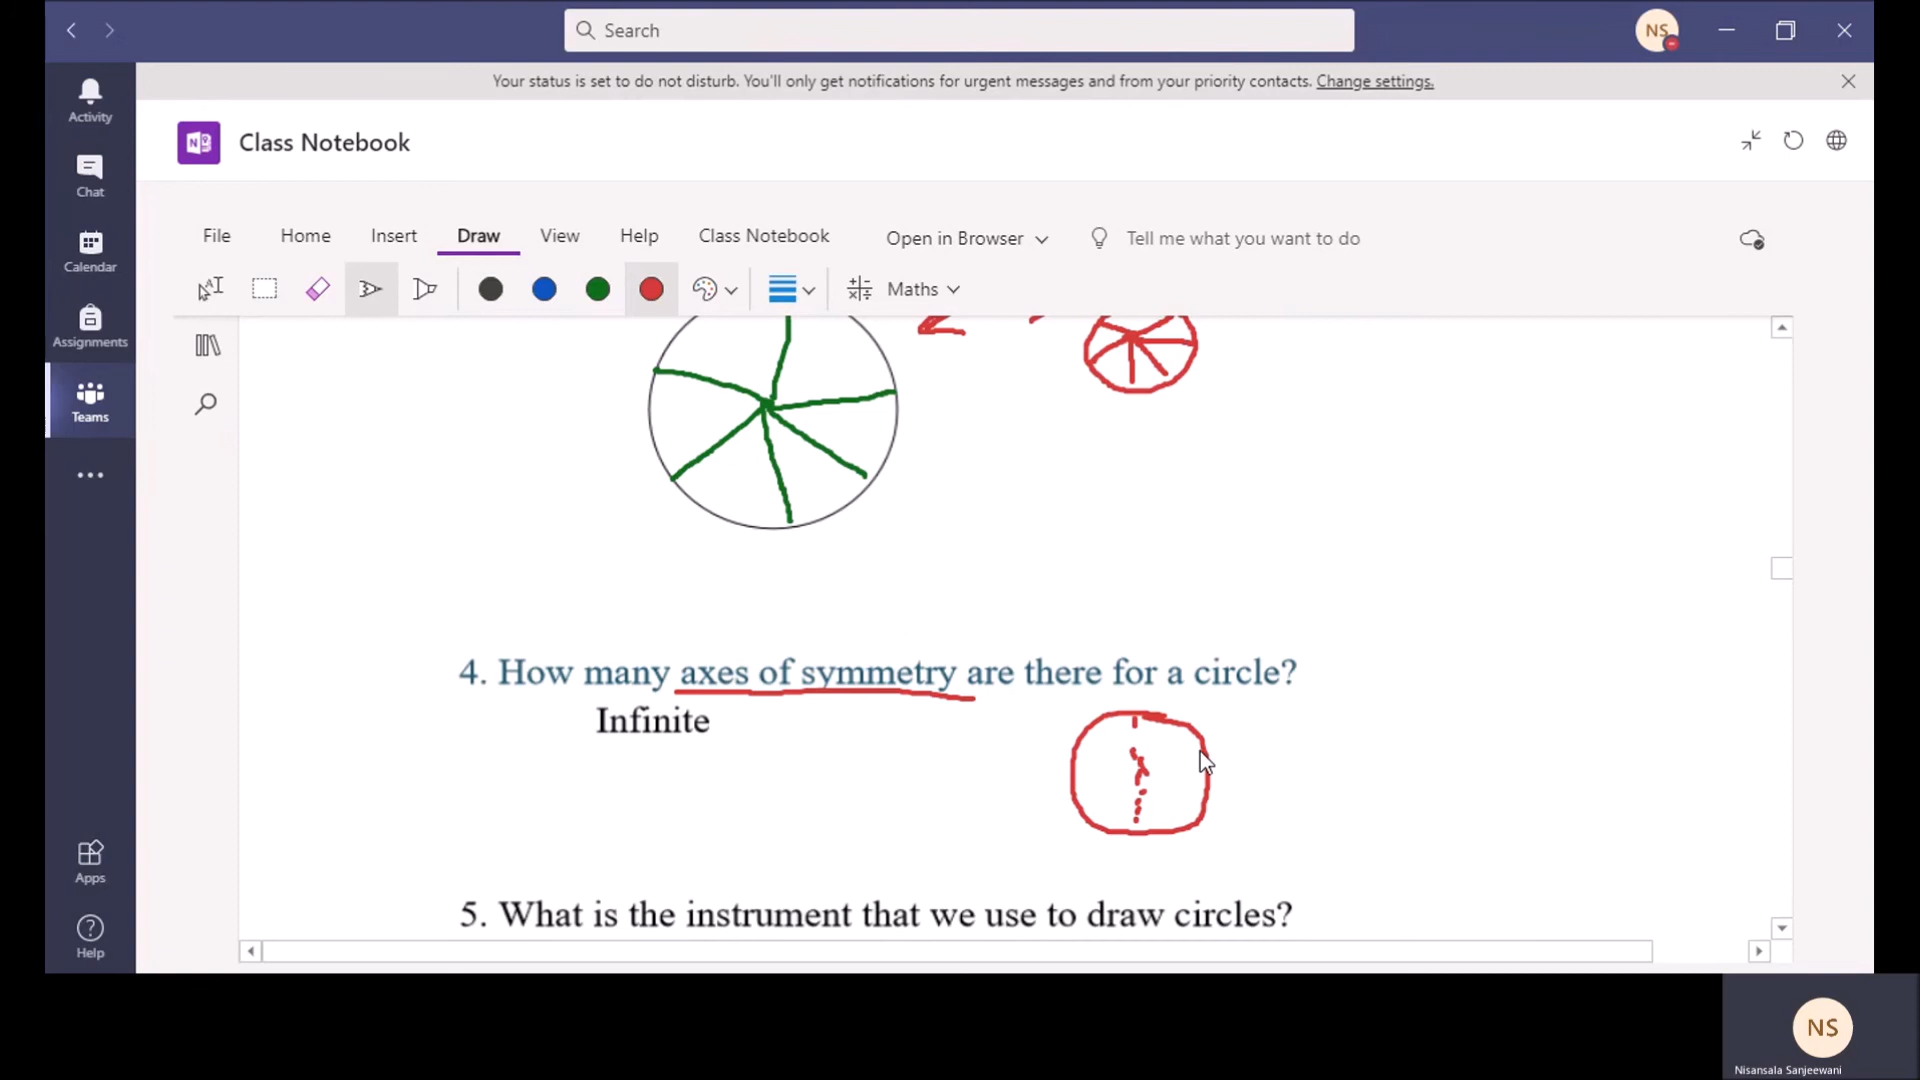 Search
NS
Your status is set to do not disturb. You'll only get notifications for urgent messages and from your priority contacts. Change settings.
Activity
Chat
Calendar
Assignments
Teams
Apps
Help
Class Notebook
File Home Insert Draw View Help Class Notebook Open in Browser Tell me what you want to do
Maths
4. How many axes of symmetry are there for a circle?
Infinite
5. What is the instrument that we use to draw circles?
NS
Nisansala Sanjeewani